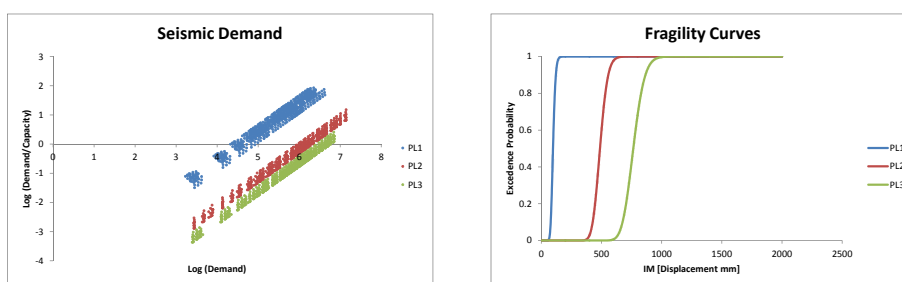 Seismic Demand
3
2
1
0
-1
-2
-3
-4
0 1 2 3 4 5 6 7 8
Log (Demand/Capacity)
Log (Demand)
PL1
PL2
PL3
Fragility Curves
1
0.8
0.6
0.4
0.2
0
0 500 1000 1500 2000 2500
Excedence Probability
IM [Displacement mm]
PL1
PL2
PL3